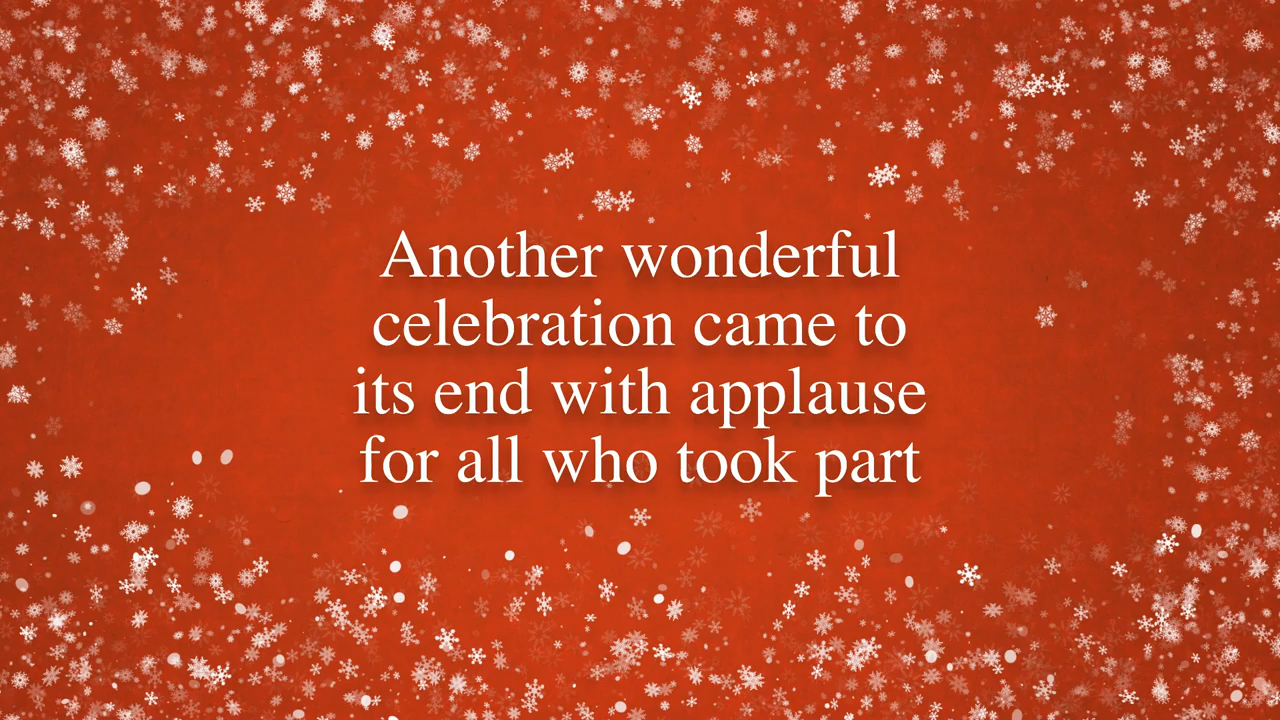 Another wonderful
celebration came to
its end with applause
for all who took part